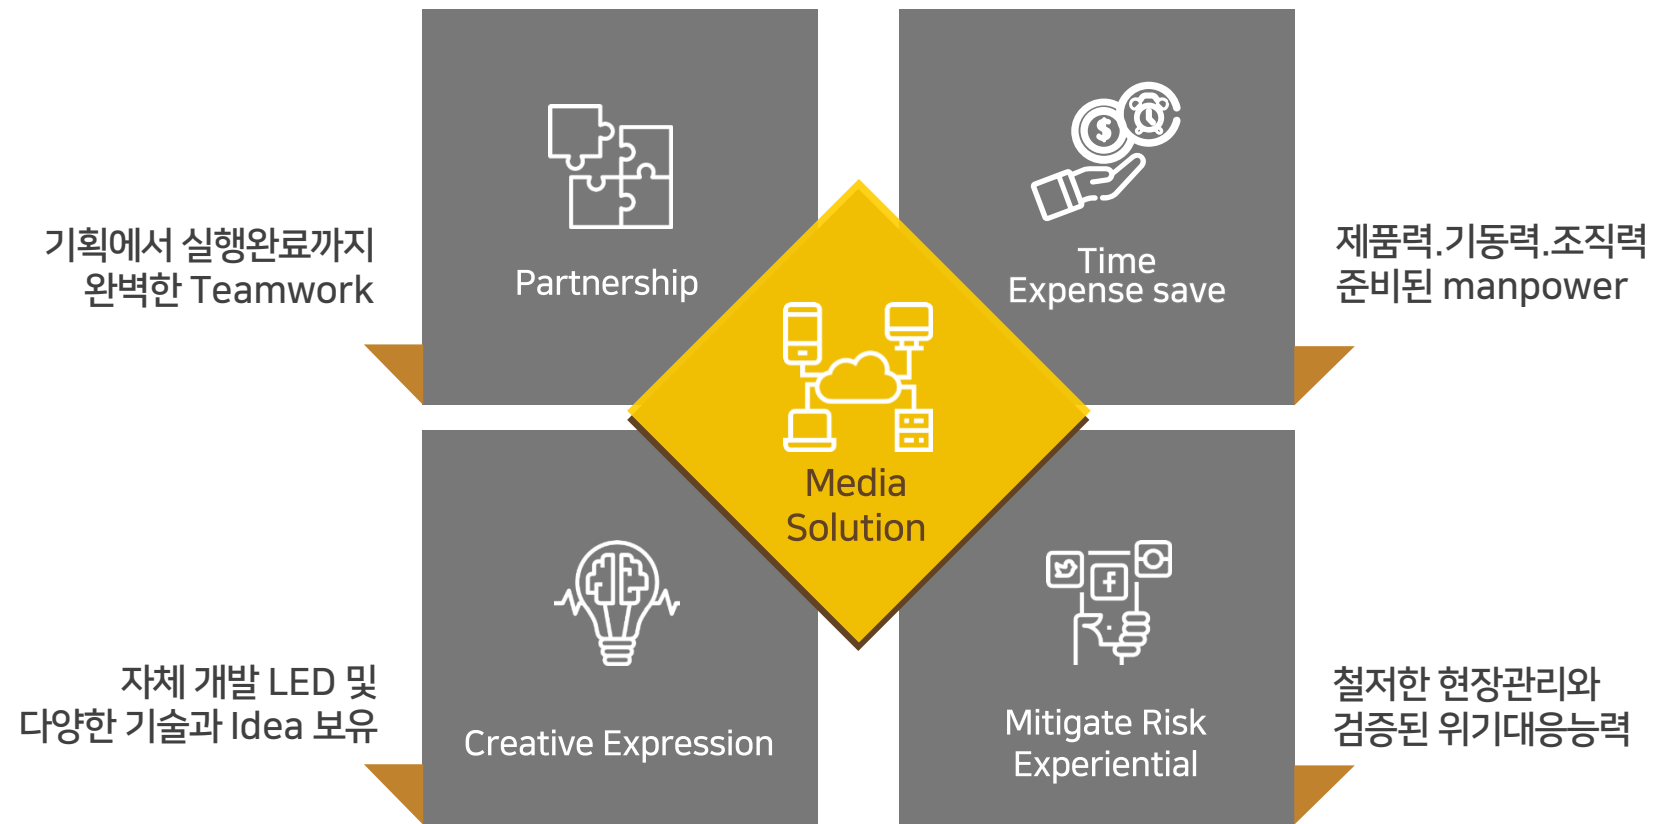 기획에서 실행완료까지
완벽한 Teamwork
Partnership
Time
Expense save
제품력.기동력.조직력
준비된 manpower
Media
Solution
자체 개발 LED 및
다양한 기술과 Idea 보유
Creative Expression
Mitigate Risk
Experiential
철저한 현장관리와
검증된 위기대응능력